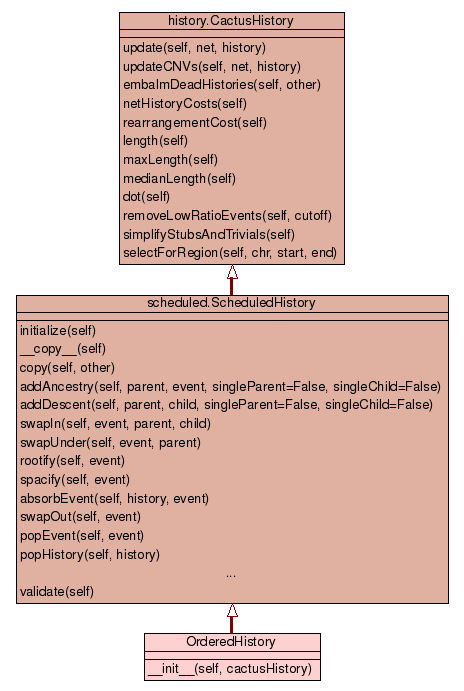 history.CactusHistory
update(self, net, history)
updateCNVs(self, net, history)
embalmDeadHistories(self, other)
netHistoryCosts(self)
rearrangementCost(self)
length(self)
maxLength(self)
medianLength(self)
dot(self)
removeLowRatioEvents(self, cutoff)
simplifyStubsAndTrivials(self)
selectForRegion(self, chr, start, end)
scheduled.ScheduledHistory
initialize(self)
__copy__(self)
copy(self, other)
addAncestry(self, parent, event, singleParent=False, singleChild=False)
addDescent(self, parent, child, singleParent=False, singleChild=False)
swapIn(self, event, parent, child)
swapUnder(self, event, parent)
rootify(self, event)
spacify(self, event)
absorbEvent(self, history, event)
swapOut(self, event)
popEvent(self, event)
popHistory(self, history)
...
validate(self)
OrderedHistory
__init__(self, cactusHistory)